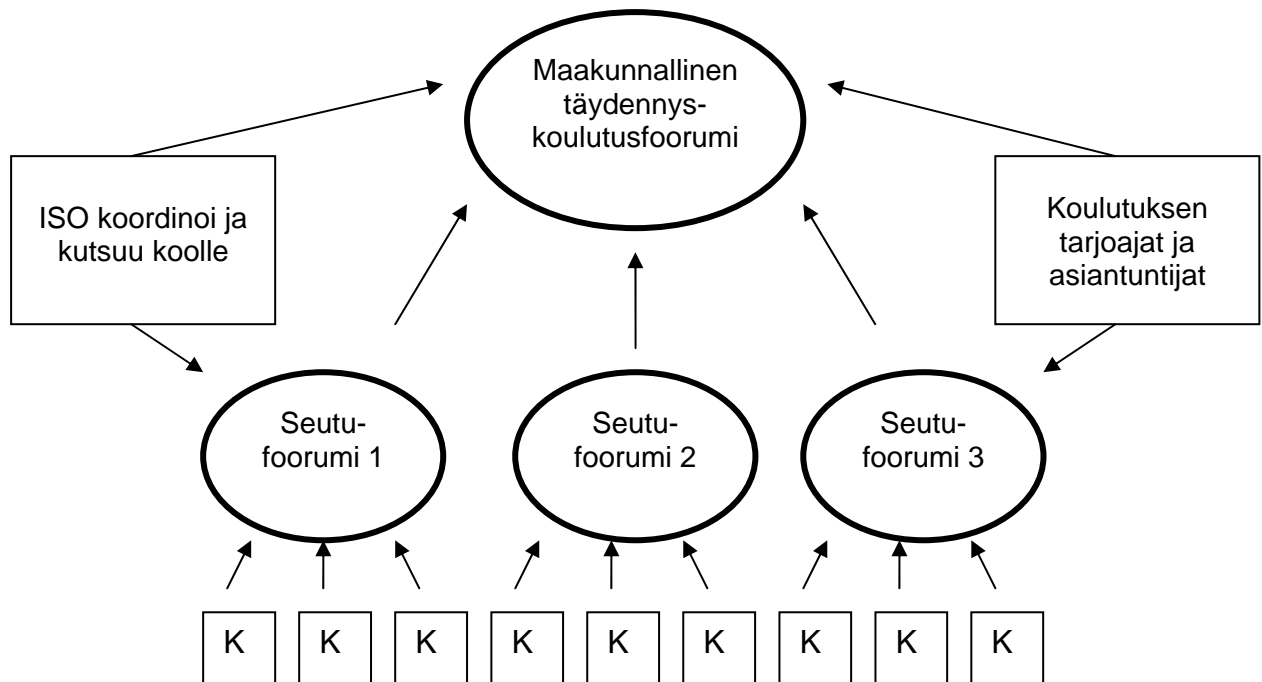 Maakunnallinen
täydennys-
koulutusfoorumi
ISO koordinoi ja
kutsuu koolle
Koulutuksen
tarjoajat ja
asiantuntijat
Seutu-
foorumi 1
Seutu-
foorumi 2
Seutu-
foorumi 3
K
K
K
K
K
K
K
K
K